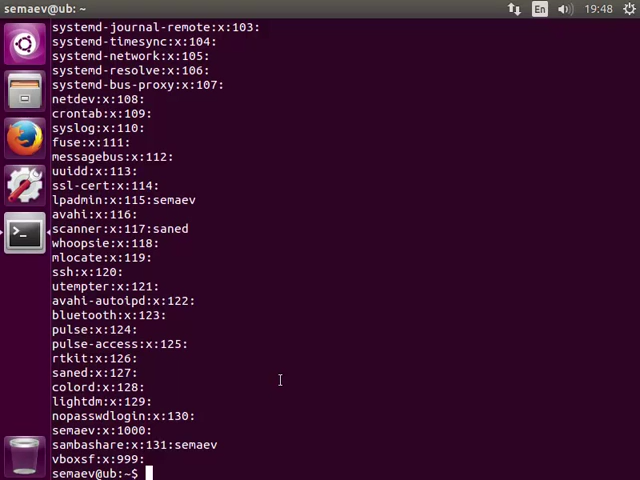 semaev@ub: ~
En
19:48
systemd-journal-remote:x:103:
systemd-timesync:x:104:
systemd-network:x:105:
systemd-resolve:x:106:
systemd-bus-proxy:x:107:
netdev:x:108:
crontab:x:109:
syslog:x:110:
fuse:x:111:
messagebus:x:112:
uuidd:x:113:
ssl-cert:x:114:
lpadmin:x:115:semaev
avahi:x:116:
scanner:x:117:saned
whoopsie:x:118:
mlocate:x:119:
ssh:x:120:
utempter:x:121:
avahi-autoipd:x:122:
bluetooth:x:123:
pulse:x:124:
pulse-access:x:125:
rtkit:x:126:
saned:x:127:
colord:x:128:
lightdm:x:129:
nopasswdlogin:x:130:
semaev:x:1000:
sambashare:x:131:semaev
vboxsf:x:999:
semaev@ub:~$